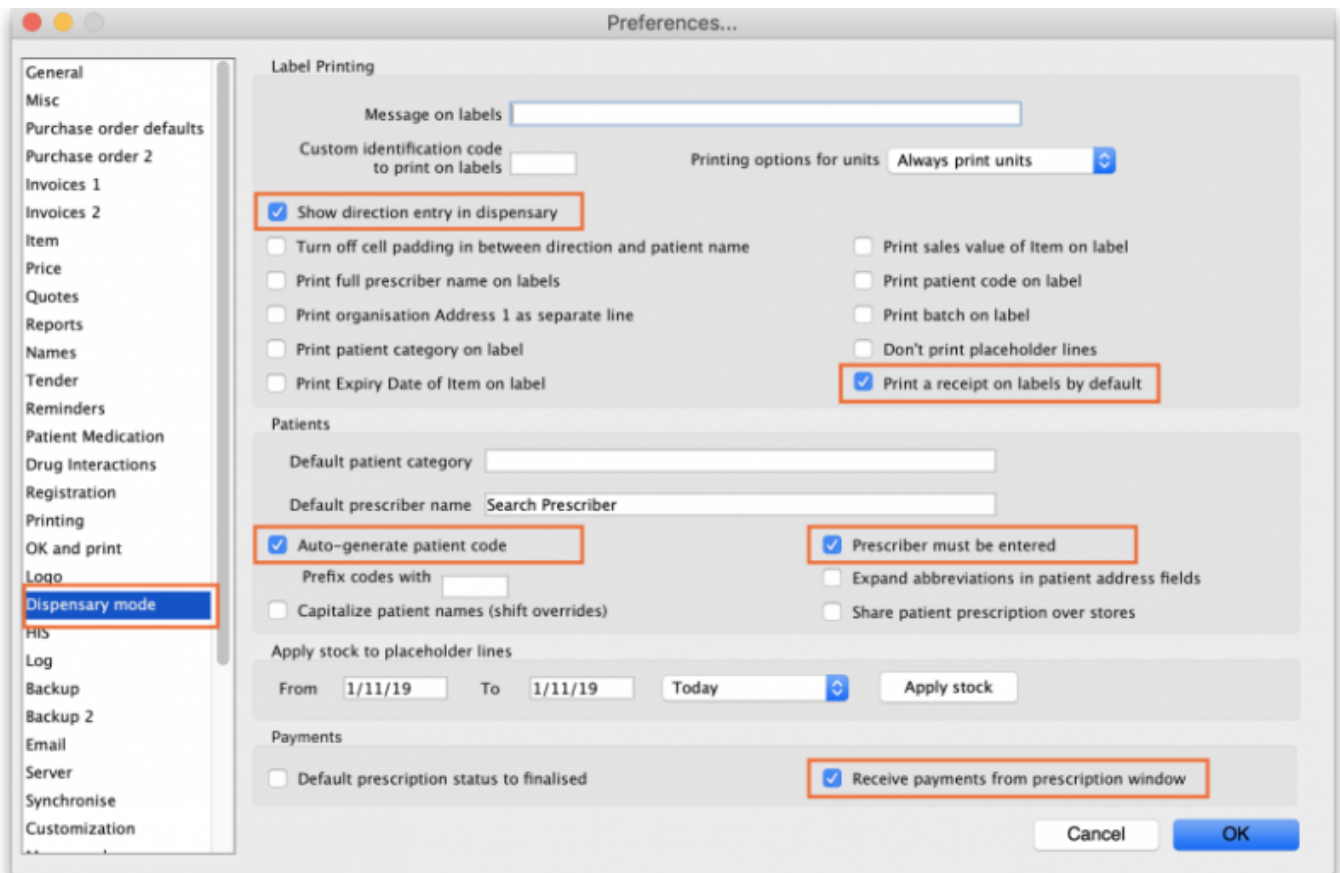 Preferences...
General
Misc
Purchase order defaults
Purchase order 2
Invoices 1
Invoices 2
Item
Price
Quotes
Reports
Names
Tender
Reminders
Patient Medication
Drug Interactions
Registration
Printing
OK and print
Logo
Dispensary mode
HIS
Log
Backup
Backup 2
Email
Server
Synchronise
Customization
Label Printing
Message on labels
Custom identification code
to print on labels
Printing options for units Always print units
Show direction entry in dispensary
Turn off cell padding in between direction and patient name
Print sales value of Item on label
Print full prescriber name on labels
Print patient code on label
Print organisation Address 1 as separate line
Print batch on label
Print patient category on label
Don't print placeholder lines
Print Expiry Date of Item on label
Print a receipt on labels by default
Patients
Default patient category
Default prescriber name Search Prescriber
Auto-generate patient code
Prescriber must be entered
Prefix codes with
Expand abbreviations in patient address fields
Capitalize patient names (shift overrides)
Share patient prescription over stores
Apply stock to placeholder lines
From 1/11/19 To 1/11/19 Today Apply stock
Payments
Default prescription status to finalised
Receive payments from prescription window
Cancel OK